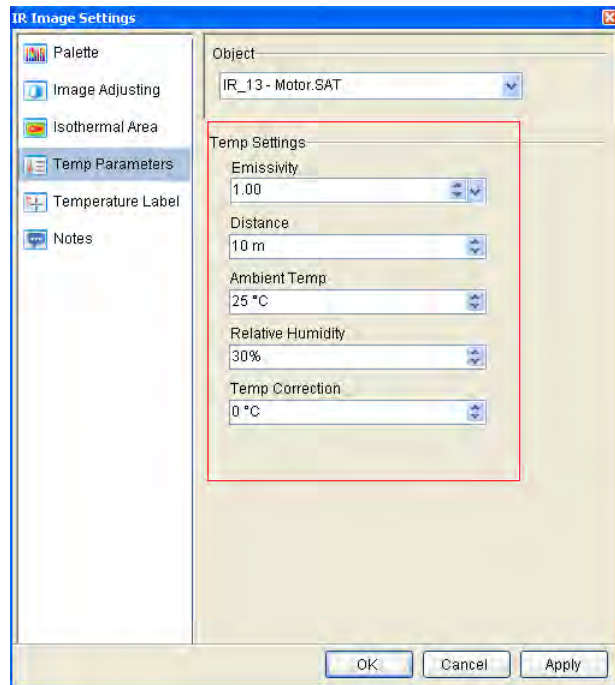 IR Image Settings
Palette
Image Adjusting
Isothermal Area
Temp Parameters
Temperature Label
Notes
Object
IR_13 - Motor.SAT
Temp Settings
Emissivity
1.00
Distance
10 m
Ambient Temp
25 °C
Relative Humidity
30%
Temp Correction
0 °C
OK
Cancel
Apply